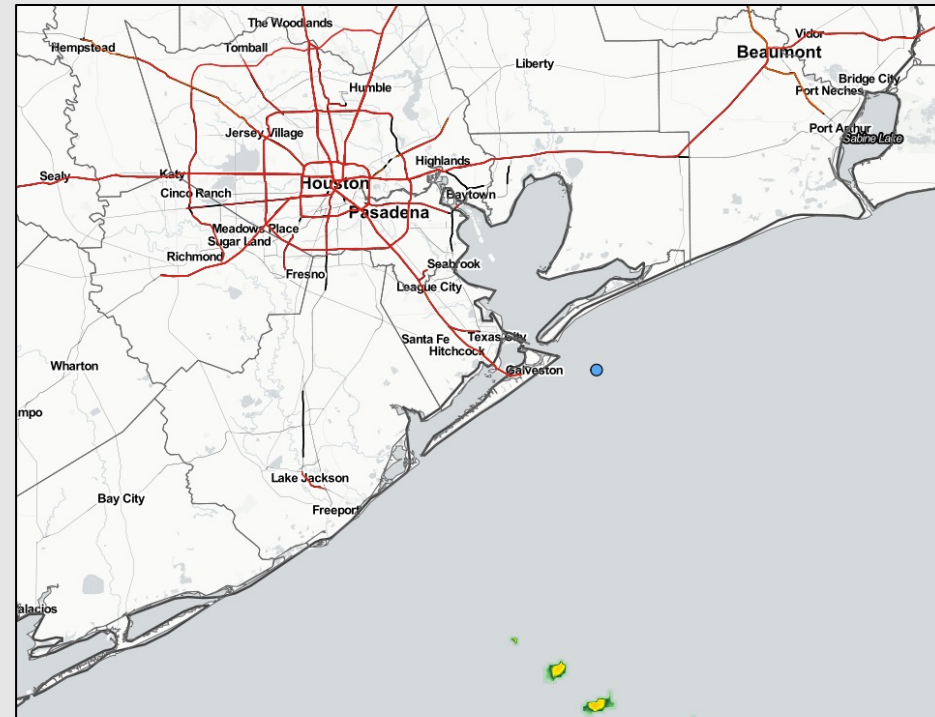 The Woodlands
Vidor
Hempstead
Tomball
Beaumont
Liberty
Bridge City
Humble
Port Neches
Jersey Village
Port Arthur
Sabine Lake
Highlands
Sealy
Katy
Houston
Cinco Ranch
Baytown
Pasadena
Meadows Place
Sugar Land
Richmond
Seabrook
Fresno
League City
Santa Fe
Texas City
Hitchcock
Wharton
Galveston
mpo
Lake Jackson
Bay City
Freeport
alacios